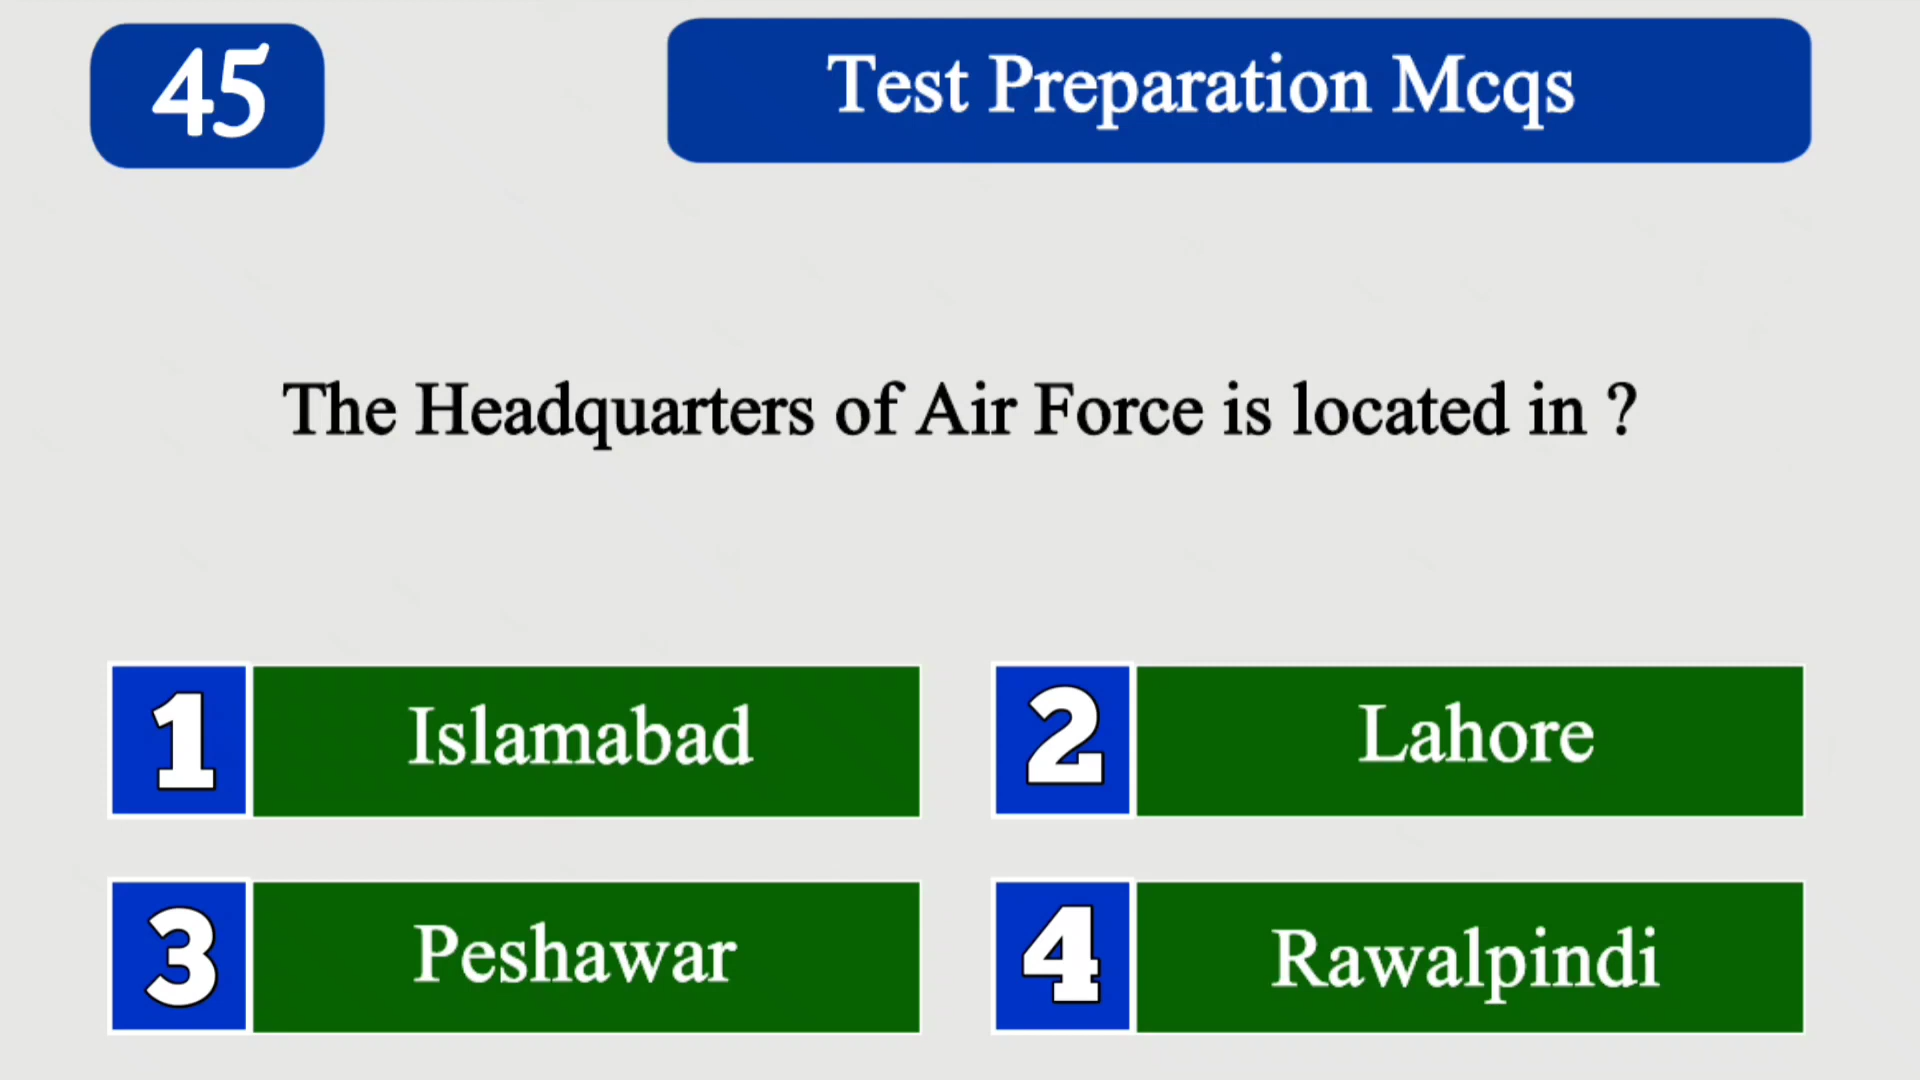 45
Test Preparation Mcqs
The Headquarters of Air Force is located in ?
1 Islamabad
2 Lahore
3 Peshawar
4 Rawalpindi